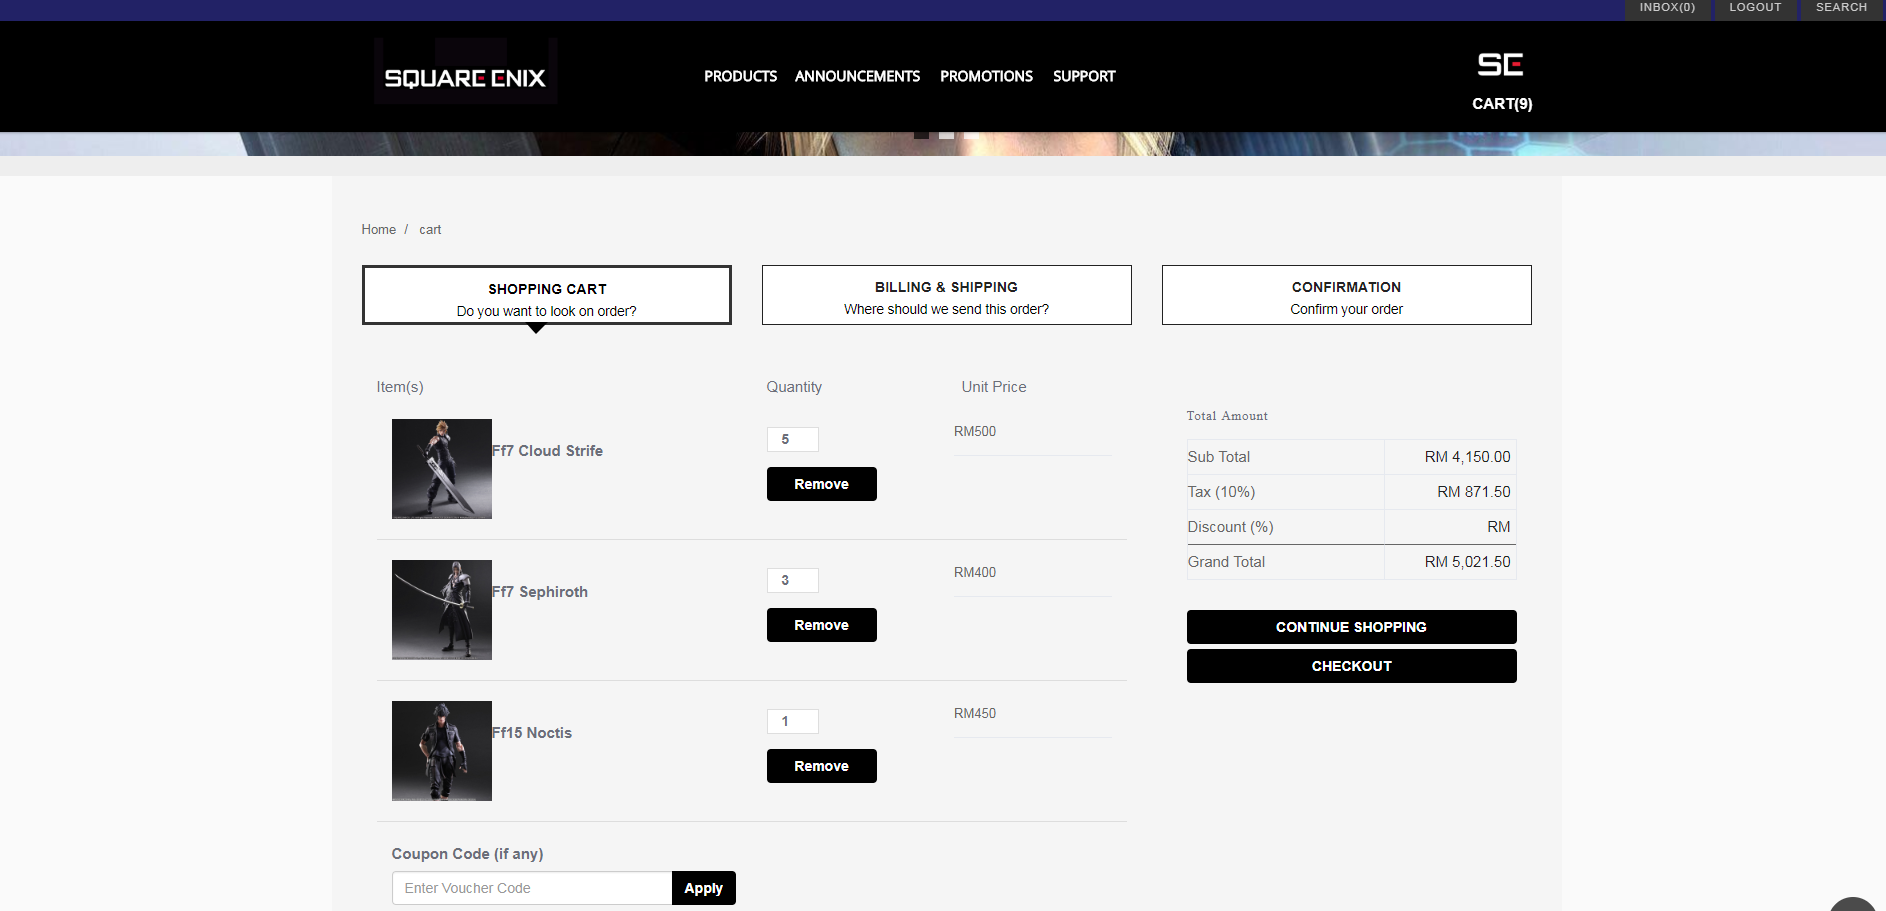 INBOX(0) LOGOUT SEARCH
SQUARE ENIX
PRODUCTS ANNOUNCEMENTS PROMOTIONS SUPPORT
SE
CART(9)
Home / cart
SHOPPING CART
Do you want to look on order?
BILLING & SHIPPING
Where should we send this order?
CONFIRMATION
Confirm your order
Item(s) Quantity Unit Price
Ff7 Cloud Strife
5
Remove
RM500
Ff7 Sephiroth
3
Remove
RM400
Ff15 Noctis
1
Remove
RM450
Coupon Code (if any)
Enter Voucher Code
Apply
Total Amount
Sub Total RM 4,150.00
Tax (10%) RM 871.50
Discount (%) RM
Grand Total RM 5,021.50
CONTINUE SHOPPING
CHECKOUT